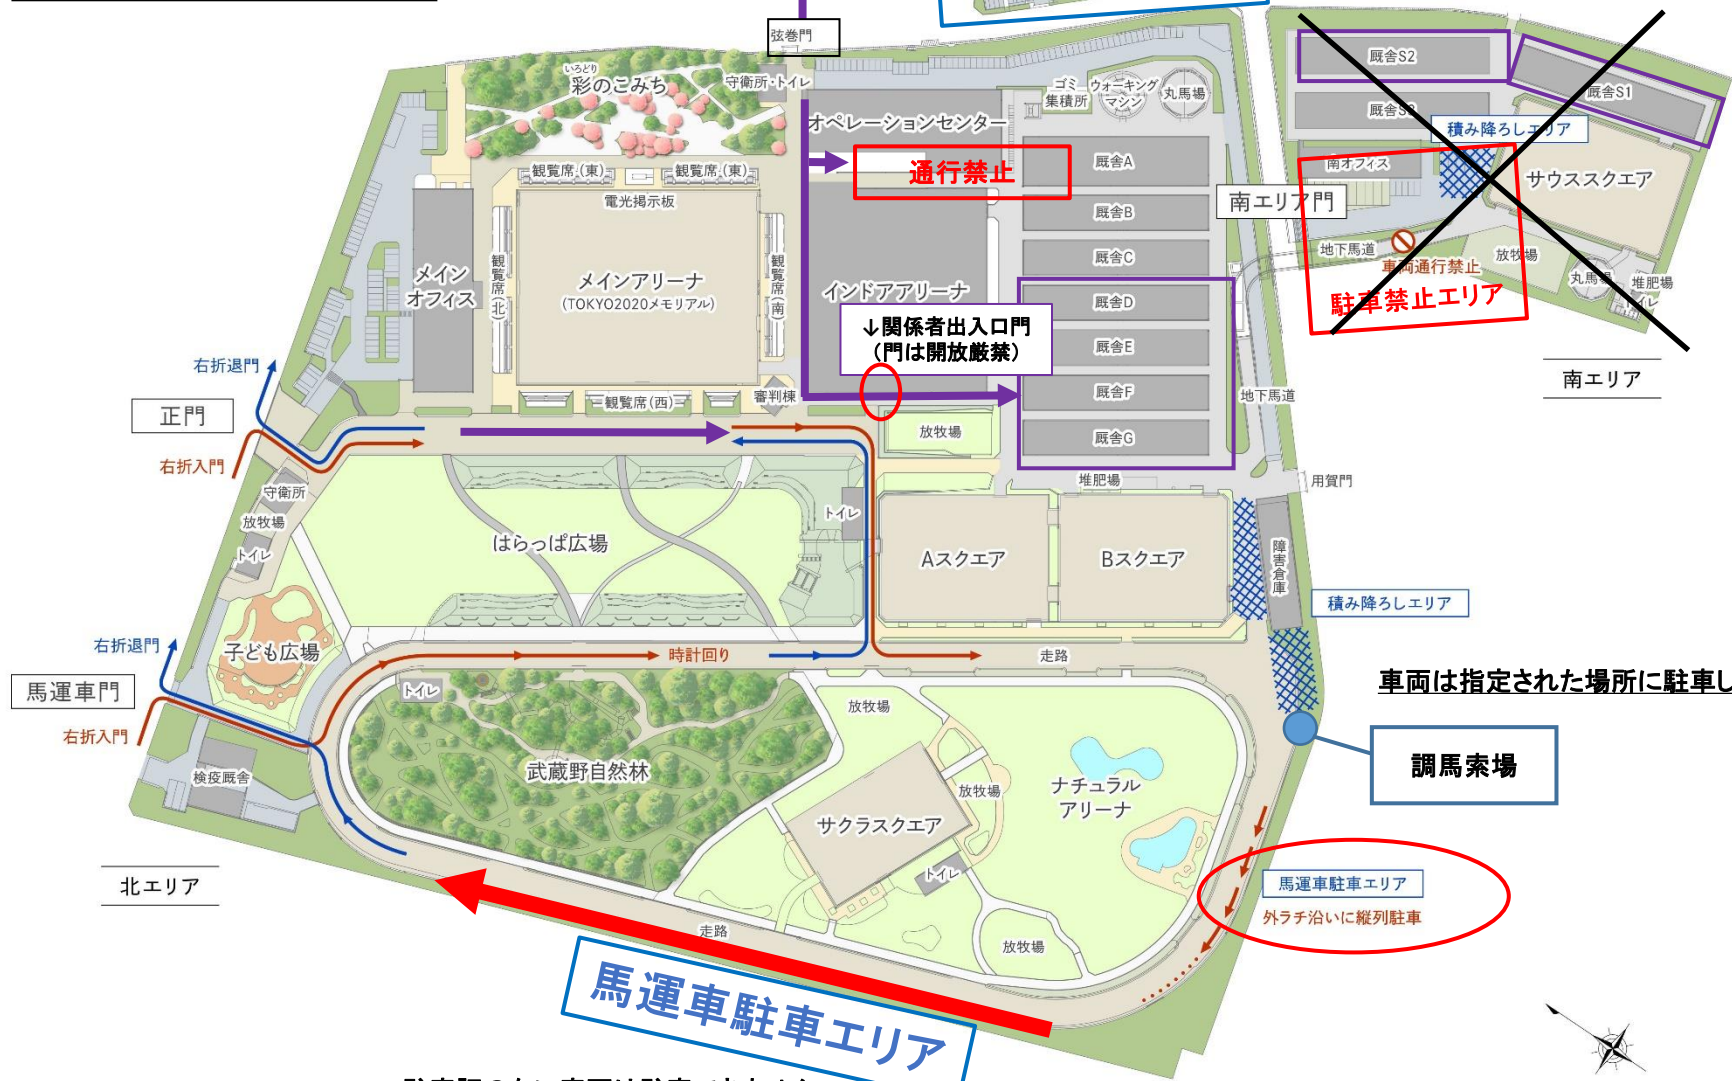 弦巻門
いろどり
彩のこみち
守衛所・トイレ
オペレーションセンター
ゴミ
集積所
ウォーキング
マシン
丸馬場
厩舎S2
厩舎S1
厩舎S3
積み降ろしエリア
南オフィス
サウススクエア
観覧席(東)
観覧席(東)
電光掲示板
通行禁止
厩舎A
厩舎B
厩舎C
厩舎D
厩舎E
厩舎F
厩舎G
南エリア門
地下馬道
車両通行禁止
駐車禁止エリア
放牧場
丸馬場
堆肥場
トイレ
南エリア
メイン
オフィス
観覧席(北)
メインアリーナ
(TOKYO2020メモリアル)
観覧席(南)
インドアアリーナ
↓関係者出入口門
(門は開放厳禁)
観覧席(西)
審判棟
放牧場
地下馬道
右折退門
正門
右折入門
守衛所
放牧場
トイレ
はらっぱ広場
トイレ
堆肥場
用賀門
Aスクエア
Bスクエア
障害倉庫
積み降ろしエリア
右折退門
子ども広場
馬運車門
右折入門
時計回り
走路
トイレ
検疫厩舎
武蔵野自然林
放牧場
放牧場
サクラスクエア
トイレ
ナチュラル
アリーナ
放牧場
車両は指定された場所に駐車し
調馬索場
馬運車駐車エリア
外ラチ沿いに縦列駐車
北エリア
走路
馬運車駐車エリア